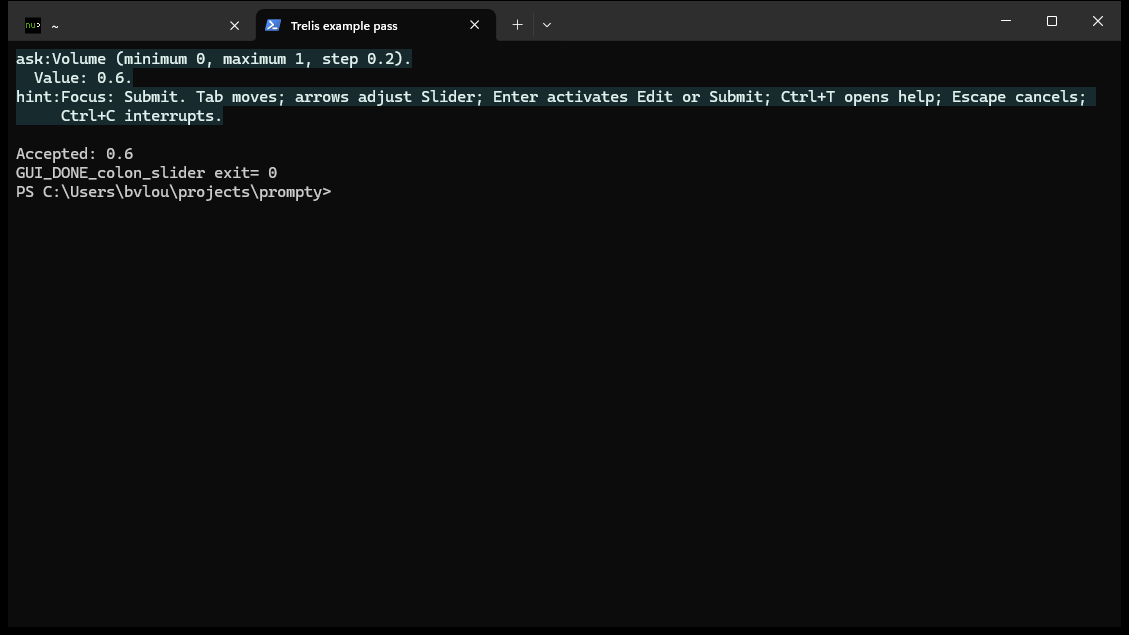 nu> ~
Trelis example pass
ask:Volume (minimum 0, maximum 1, step 0.2).
  Value: 0.6.
hint:Focus: Submit. Tab moves; arrows adjust Slider; Enter activates Edit or Submit; Ctrl+T opens help; Escape cancels;
     Ctrl+C interrupts.
Accepted: 0.6
GUI_DONE_colon_slider exit= 0
PS C:\Users\bvlou\projects\prompty>